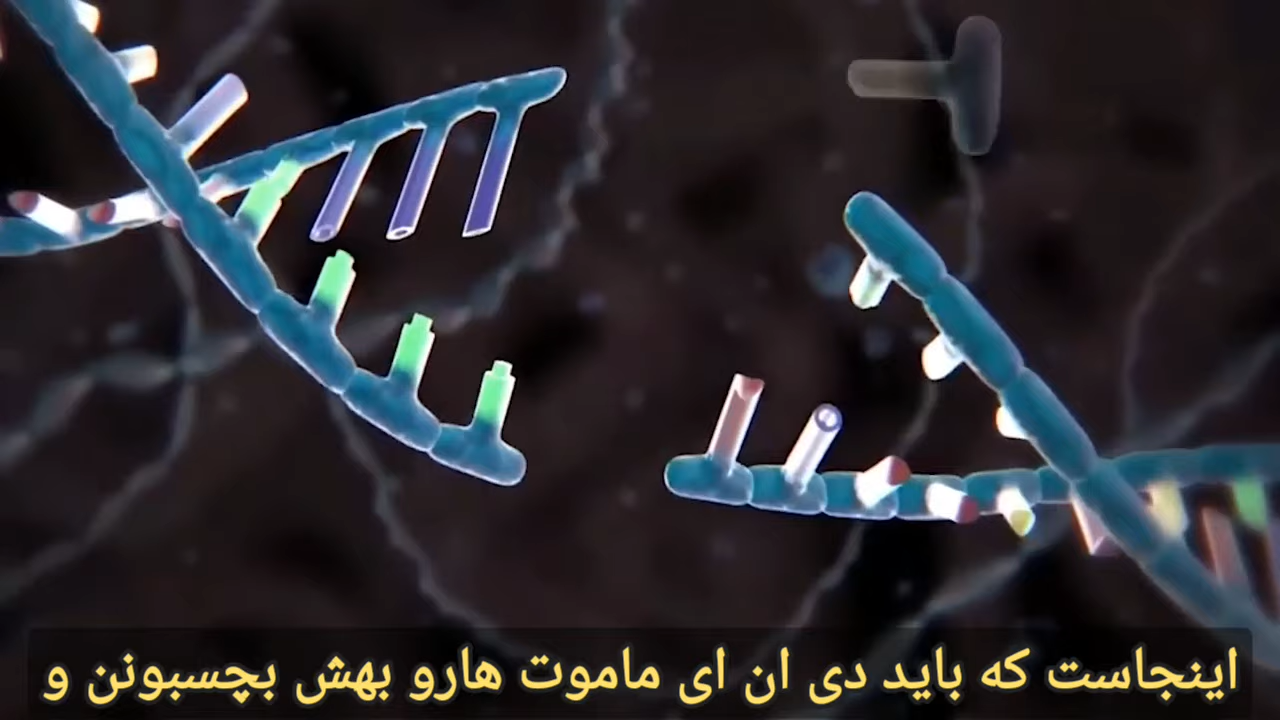 اینجاست که باید دی ان ای ماموت هارو بهش بچسبونن و